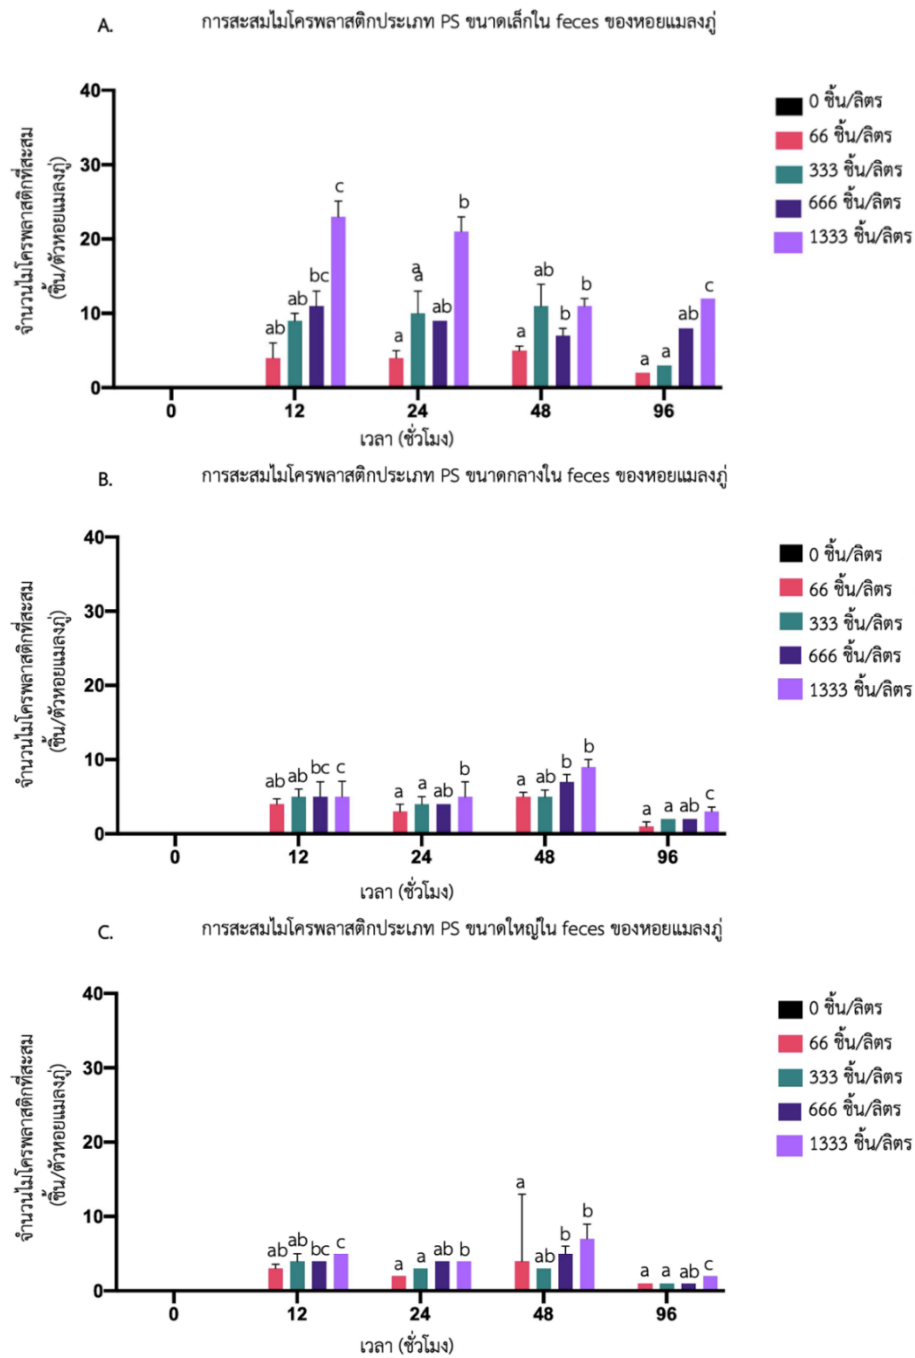 A. การสะสมไมโครพลาสติกประเภท PS ขนาดเล็กใน feces ของหอยแมลงภู่
จำนวนไมโครพลาสติกที่สะสม
(ชิ้น/ตัวหอยแมลงภู่)
40
30
20
10
0
ab ab bc c
a a a ab b
a ab b b
a a ab c
0 12 24 48 96
เวลา (ชั่วโมง)
0 ชิ้น/ลิตร
66 ชิ้น/ลิตร
333 ชิ้น/ลิตร
666 ชิ้น/ลิตร
1333 ชิ้น/ลิตร
B. การสะสมไมโครพลาสติกประเภท PS ขนาดกลางใน feces ของหอยแมลงภู่
จำนวนไมโครพลาสติกที่สะสม
(ชิ้น/ตัวหอยแมลงภู่)
40
30
20
10
0
ab ab bc c
a a ab b
a ab b b
a a ab c
0 12 24 48 96
เวลา (ชั่วโมง)
0 ชิ้น/ลิตร
66 ชิ้น/ลิตร
333 ชิ้น/ลิตร
666 ชิ้น/ลิตร
1333 ชิ้น/ลิตร
C. การสะสมไมโครพลาสติกประเภท PS ขนาดใหญ่ใน feces ของหอยแมลงภู่
จำนวนไมโครพลาสติกที่สะสม
(ชิ้น/ตัวหอยแมลงภู่)
40
30
20
10
0
ab ab bc c
a a ab b
a ab b b
a a ab c
0 12 24 48 96
เวลา (ชั่วโมง)
0 ชิ้น/ลิตร
66 ชิ้น/ลิตร
333 ชิ้น/ลิตร
666 ชิ้น/ลิตร
1333 ชิ้น/ลิตร